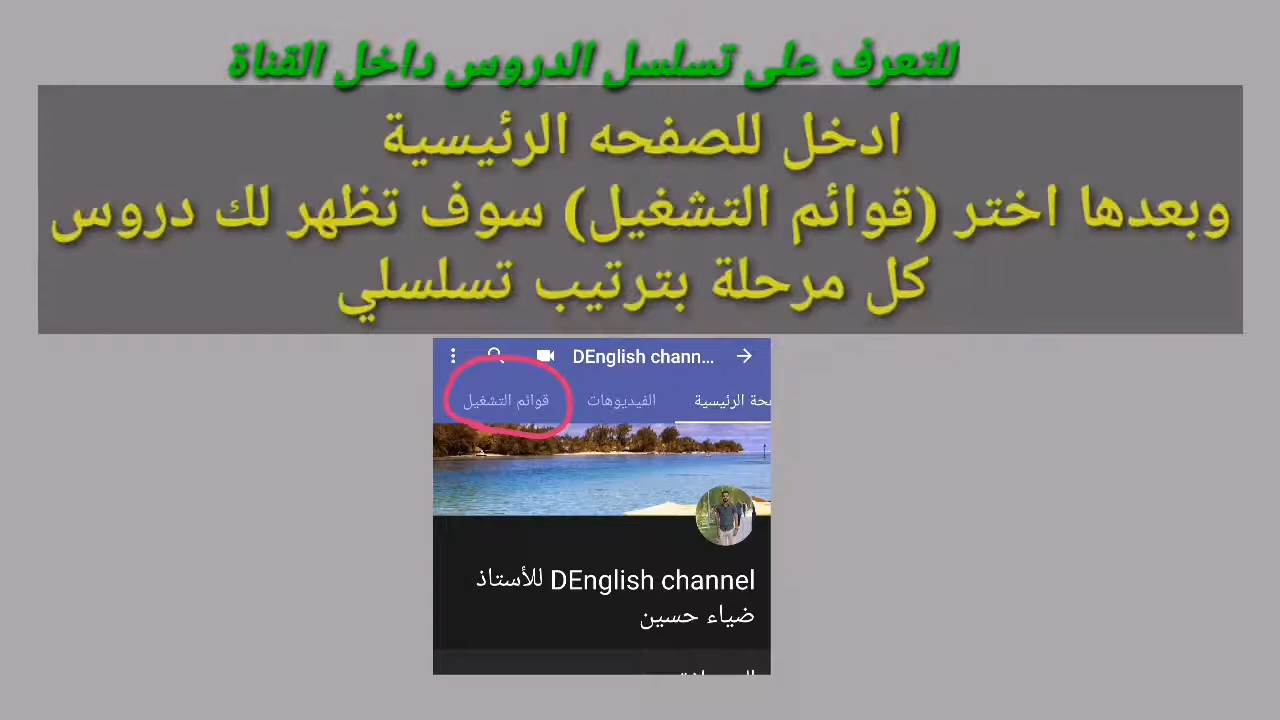 للتعرف على تسلسل الدروس داخل القناة
ادخل للصفحه الرئيسية
وبعدها اختر (قوائم التشغيل) سوف تظهر لك دروس
كل مرحلة بترتيب تسلسلي
DEnglish chann...
الرئيسية الفيديوهات قوائم التشغيل
DEnglish channel للأستاذ
ضياء حسين